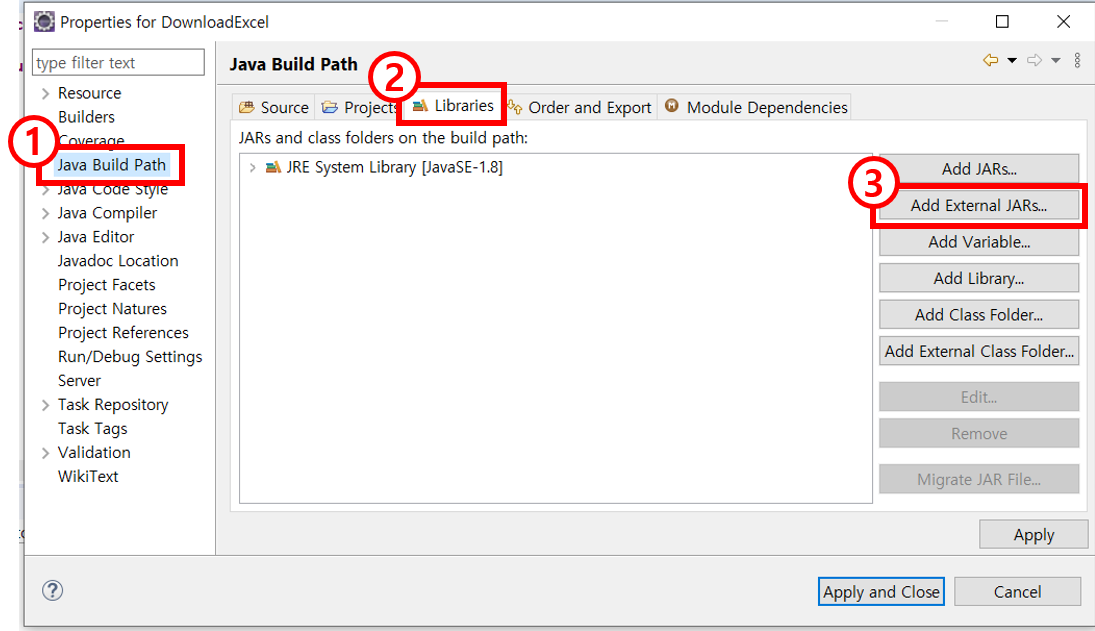 Properties for DownloadExcel
type filter text
Java Build Path
2
Resource
Builders
Coverage
1
Java Build Path
Java Code Style
Java Compiler
Java Editor
Javadoc Location
Project Facets
Project Natures
Project References
Run/Debug Settings
Server
Task Repository
Task Tags
Validation
WikiText
Source
Projects
Libraries
Order and Export
Module Dependencies
JARs and class folders on the build path:
JRE System Library [JavaSE-1.8]
3
Add JARs...
Add External JARs...
Add Variable...
Add Library...
Add Class Folder...
Add External Class Folder...
Edit...
Remove
Migrate JAR File...
Apply
?
Apply and Close
Cancel